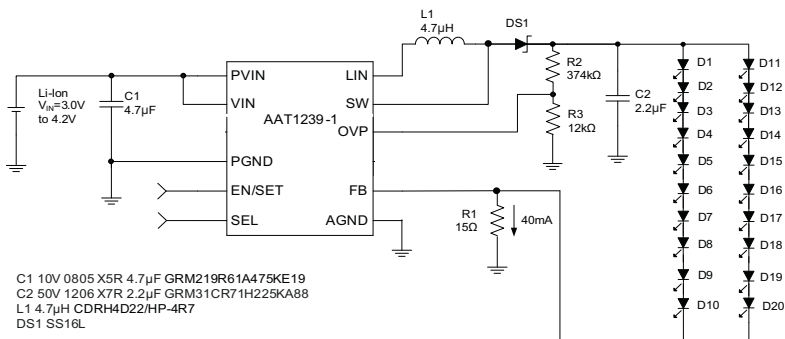 L1
4.7µH
DS1
Li-Ion
VIN=3.0V
to 4.2V
C1
4.7µF
PVIN
VIN
PGND
EN/SET
SEL
AAT1239-1
LIN
SW
OVP
FB
AGND
R2
374kΩ
R3
12kΩ
C2
2.2µF
R1
15Ω
40mA
D1
D2
D3
D4
D5
D6
D7
D8
D9
D10
D11
D12
D13
D14
D15
D16
D17
D18
D19
D20
C1 10V 0805 X5R 4.7µF GRM219R61A475KE19
C2 50V 1206 X7R 2.2µF GRM31CR71H225KA88
L1 4.7µH CDRH4D22/HP-4R7
DS1 SS16L